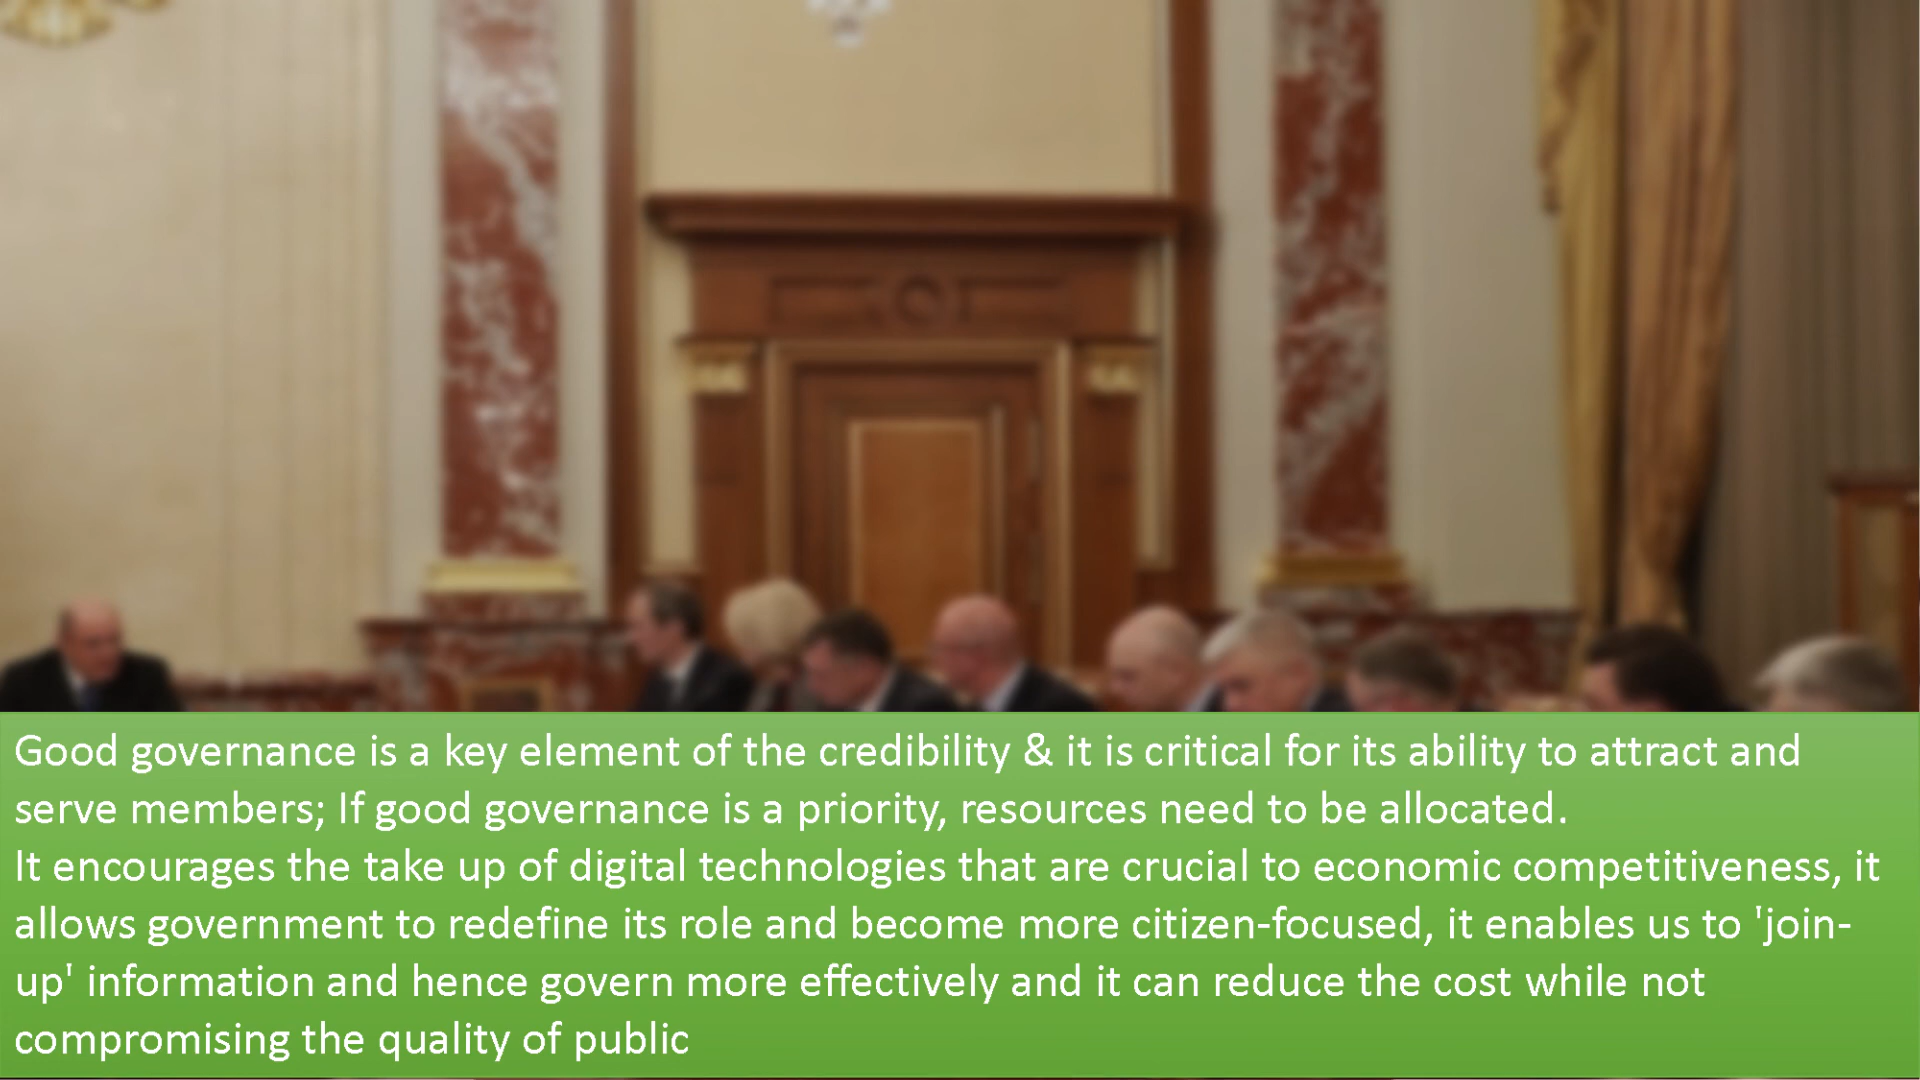 Good governance is a key element of the credibility & it is critical for its ability to attract and
serve members; If good governance is a priority, resources need to be allocated.
It encourages the take up of digital technologies that are crucial to economic competitiveness, it
allows government to redefine its role and become more citizen-focused, it enables us to 'join-
up' information and hence govern more effectively and it can reduce the cost while not
compromising the quality of public